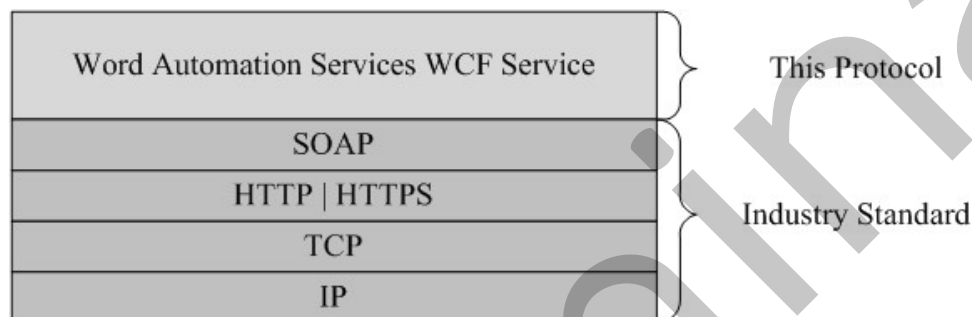 Word Automation Services WCF Service
This Protocol
SOAP
HTTP | HTTPS
Industry Standard
TCP
IP